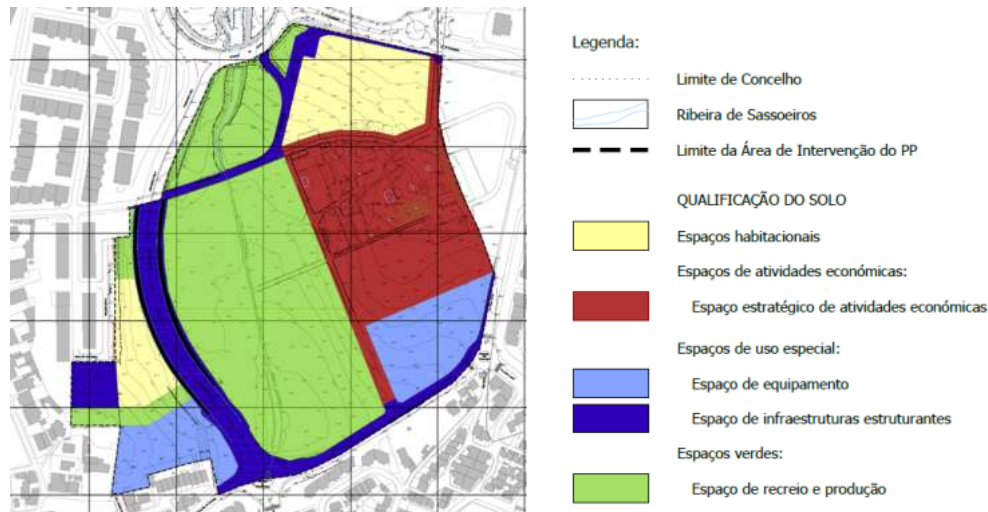 Legenda:
Limite de Concelho
Ribeira de Sassoeiros
Limite da Área de Intervenção do PP
QUALIFICAÇÃO DO SOLO
Espaços habitacionais
Espaços de atividades económicas:
Espaço estratégico de atividades económicas
Espaços de uso especial:
Espaço de equipamento
Espaço de infraestruturas estruturantes
Espaços verdes:
Espaço de recreio e produção